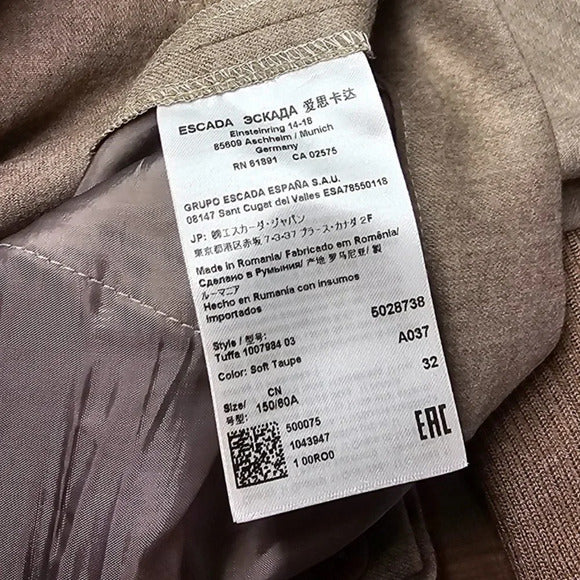 ESCADA ЭСКАДА 爱思卡达
Einsteinring 14-18
85609 Aschheim / Munich
Germany
RN 61891 CA 02575
GRUPO ESCADA ESPAÑA S.A.U.
08147 Sant Cugat del Valles ESA78550118
JP: ㈱エスカーダ・ジャパン
東京都港区赤坂 7-3-37 プラース・カナダ 2F
Made in Romania/ Fabricado em Romênia/
Сделано в Румыния/ 产地 罗马尼亚/ 製
ルーマニア
Hecho en Rumania con insumos
importados
5028738
Style / 型号:
Tuffa 1007984 03 A037
Color: Soft Taupe
32
Size/ CN
号型: 150/60A
500075
1043947
1 00RO0
EAC